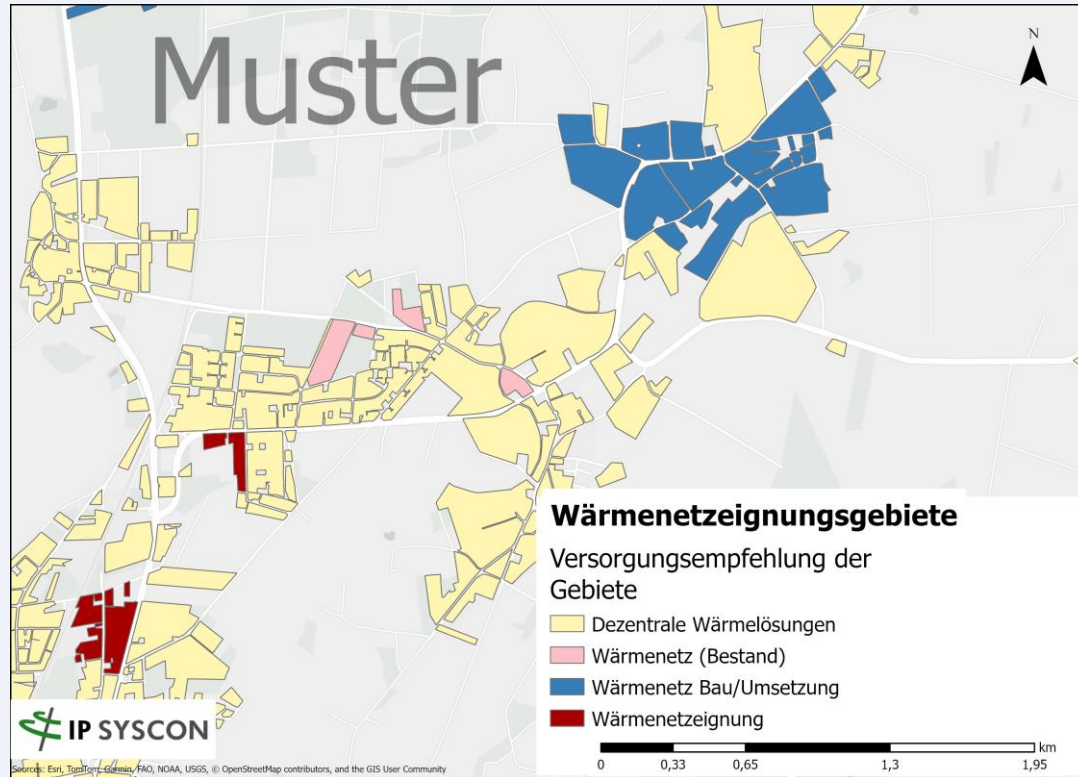 Muster
N
Wärmenetzeignungsgebiete
Versorgungsempfehlung der
Gebiete
Dezentrale Wärmelösungen
Wärmenetz (Bestand)
Wärmenetz Bau/Umsetzung
Wärmenetzeignung
km
0 0,33 0,65 1,3 1,95
IP SYSCON
Sources: Esri, TomTom, Garmin, FAO, NOAA, USGS, © OpenStreetMap contributors, and the GIS User Community